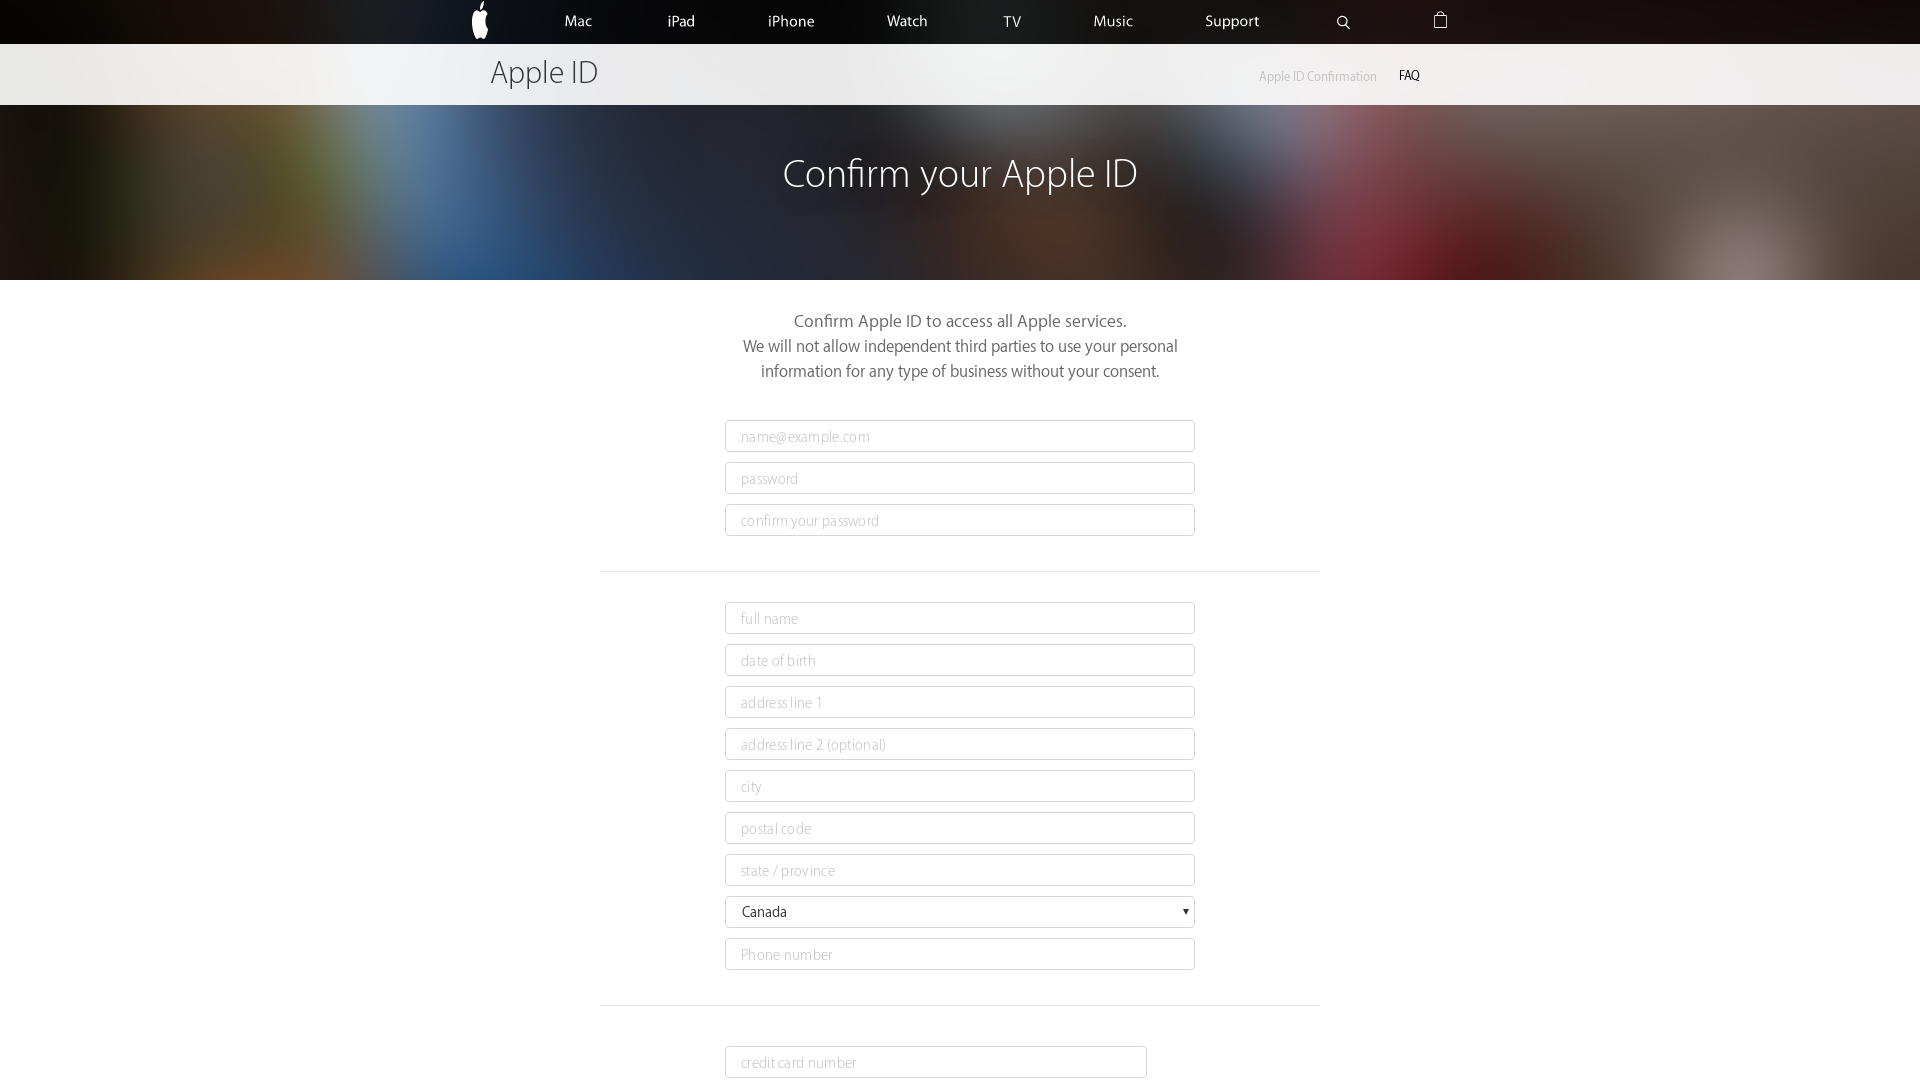 Mac
iPad
iPhone
Watch
TV
Music
Support
Apple ID
Apple ID Confirmation
FAQ
Confirm your Apple ID
Confirm Apple ID to access all Apple services.
We will not allow independent third parties to use your personal
information for any type of business without your consent.
name@example.com
password
confirm your password
full name
date of birth
address line 1
address line 2 (optional)
city
postal code
state / province
Canada
Phone number
credit card number